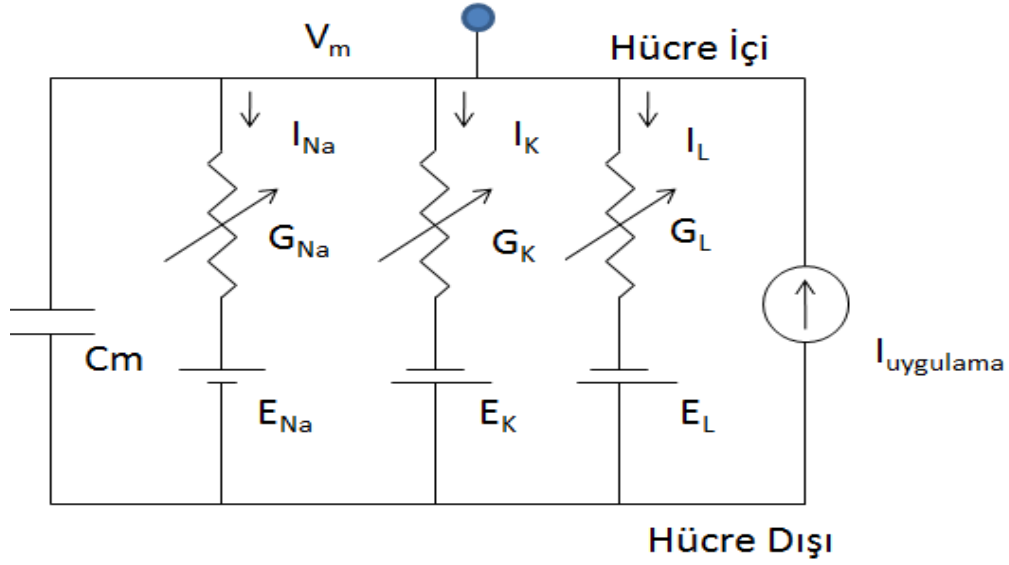 V_m
Hücre İçi
I_Na
I_K
I_L
G_Na
G_K
G_L
Cm
I_uygulama
E_Na
E_K
E_L
Hücre Dışı